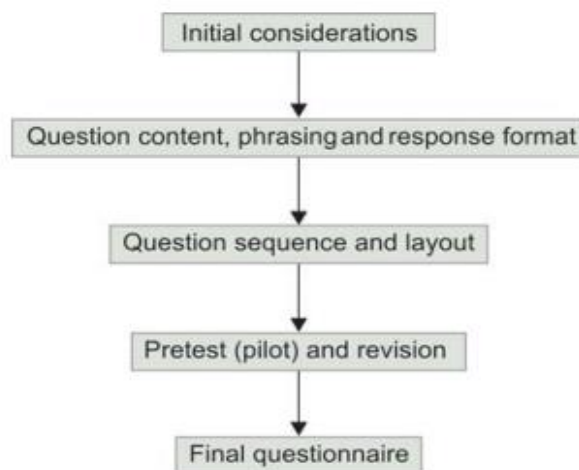 Initial considerations
Question content, phrasing and response format
Question sequence and layout
Pretest (pilot) and revision
Final questionnaire